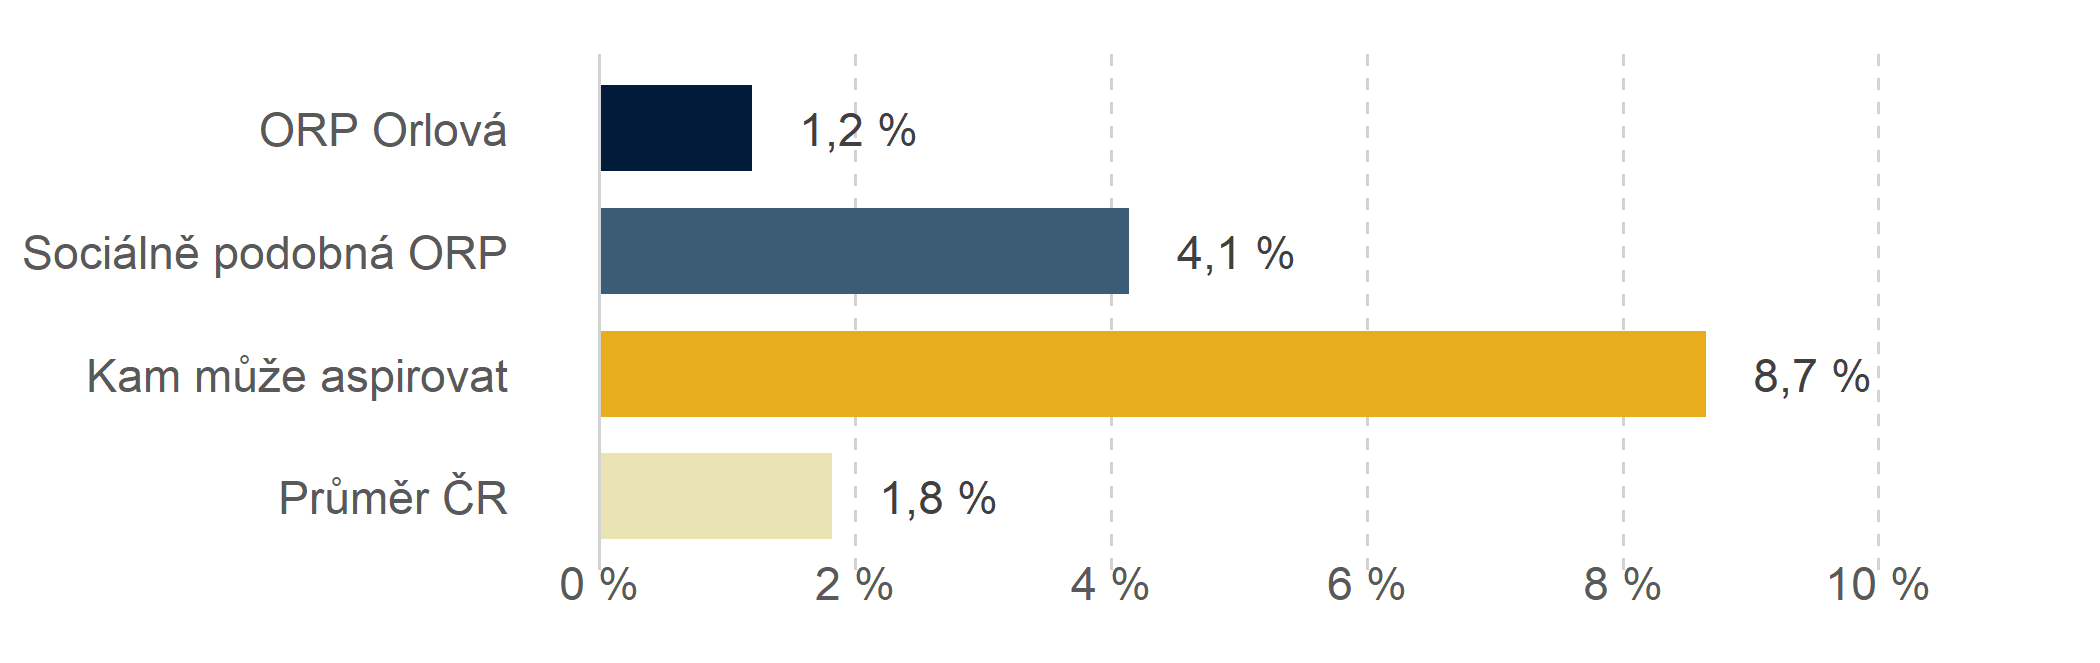 ORP Orlová
1,2 %
Sociálně podobná ORP
4,1 %
Kam může aspirovat
8,7 %
Průměr ČR
1,8 %
0 % 2 % 4 % 6 % 8 % 10 %